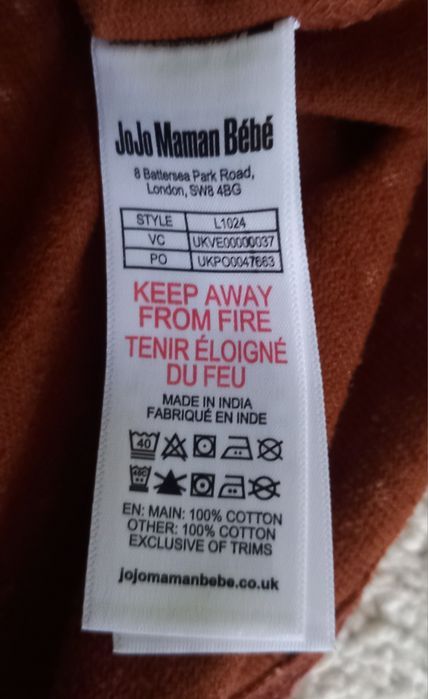 JoJo Maman Bébé
8 Battersea Park Road,
London, SW8 4BG
STYLE L1024
VC UKVE00000037
PO UKPO0047663
KEEP AWAY
FROM FIRE
TENIR ÉLOIGNÉ
DU FEU
MADE IN INDIA
FABRIQUÉ EN INDE
40
40C
EN: MAIN: 100% COTTON
OTHER: 100% COTTON
EXCLUSIVE OF TRIMS
jojomamanbebe.co.uk